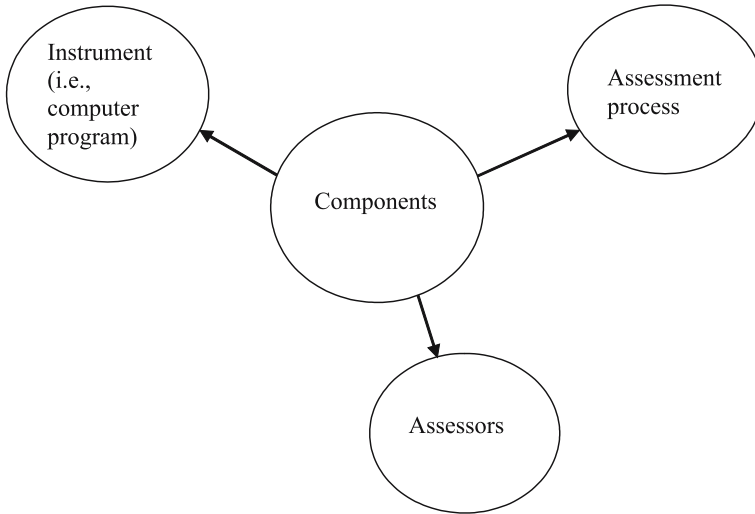 Instrument
(i.e.,
computer
program)
Assessment
process
Components
Assessors